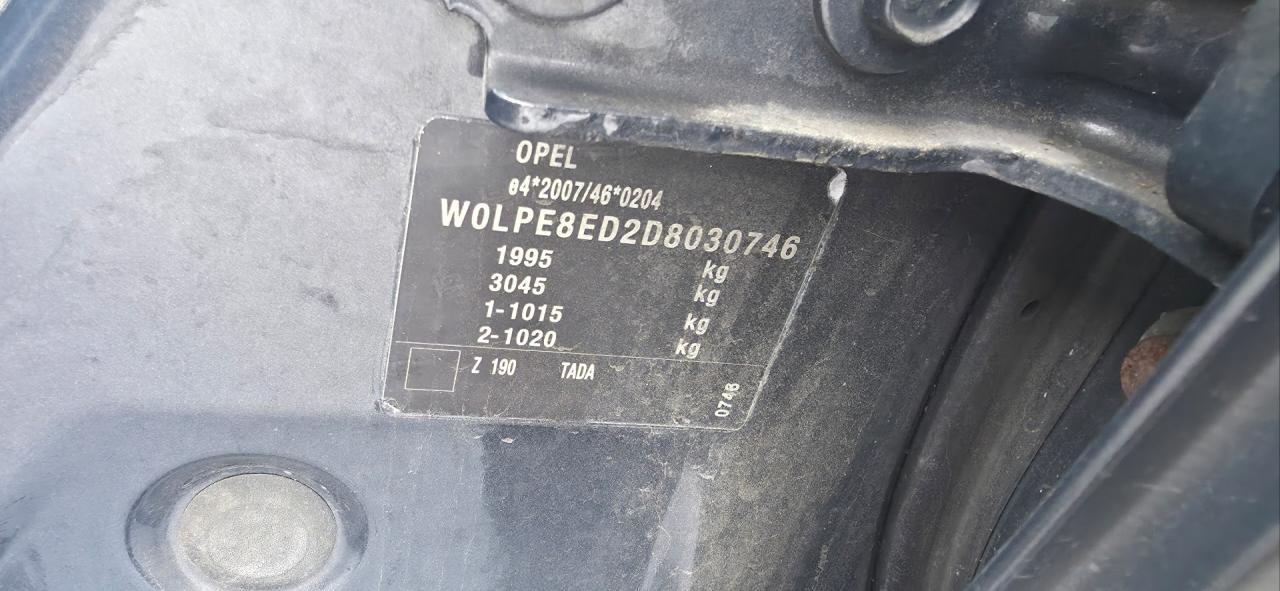 OPEL
e4*2007/46*0204
W0LPE8ED2D8030746
1995 kg
3045 kg
1-1015 kg
2-1020 kg
Z 190 TADA
0746